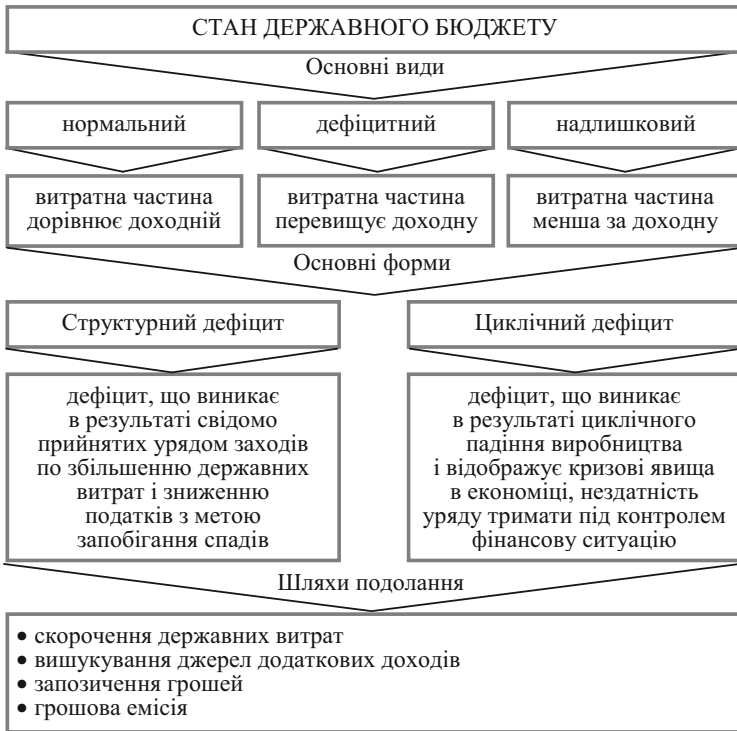 СТАН ДЕРЖАВНОГО БЮДЖЕТУ
Основні види
нормальний
дефіцитний
надлишковий
витратна частина
дорівнює доходній
витратна частина
перевищує доходну
витратна частина
менша за доходну
Основні форми
Структурний дефіцит
Циклічний дефіцит
дефіцит, що виникає
в результаті свідомо
прийнятих урядом заходів
по збільшенню державних
витрат і зниженню
податків з метою
запобігання спадів
дефіцит, що виникає
в результаті циклічного
падіння виробництва
і відображує кризові явища
в економіці, нездатність
уряду тримати під контролем
фінансову ситуацію
Шляхи подолання
• скорочення державних витрат
• вишукування джерел додаткових доходів
• запозичення грошей
• грошова емісія